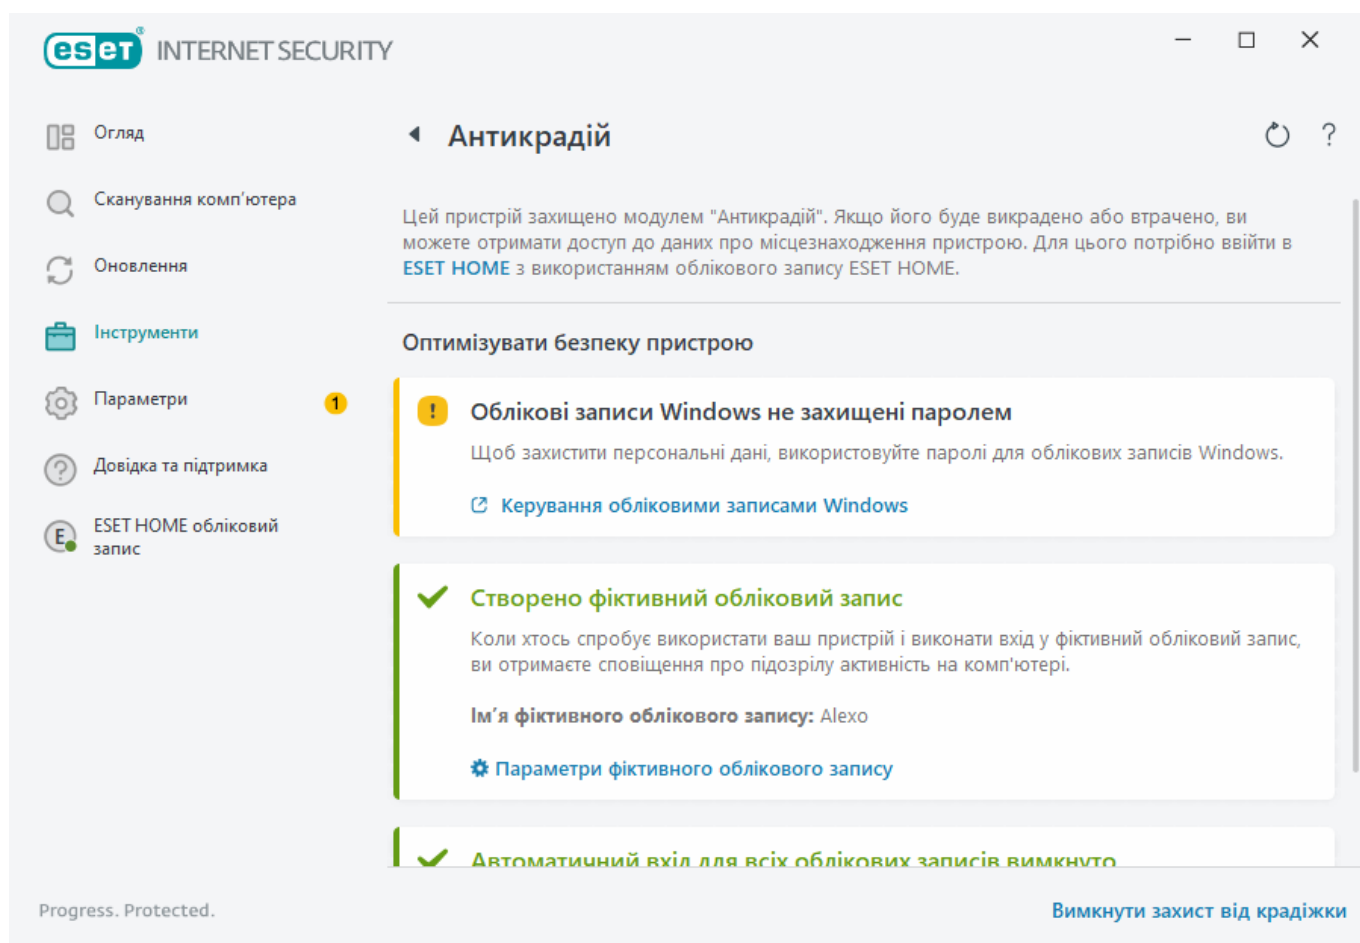 eset® INTERNET SECURITY
Огляд
Сканування комп’ютера
Оновлення
Інструменти
Параметри
1
Довідка та підтримка
E
ESET HOME обліковий
запис
Антикрадій
?
Цей пристрій захищено модулем "Антикрадій". Якщо його буде викрадено або втрачено, ви
можете отримати доступ до даних про місцезнаходження пристрою. Для цього потрібно ввійти в
ESET HOME з використанням облікового запису ESET HOME.
Оптимізувати безпеку пристрою
Облікові записи Windows не захищені паролем
Щоб захистити персональні дані, використовуйте паролі для облікових записів Windows.
Керування обліковими записами Windows
Створено фіктивний обліковий запис
Коли хтось спробує використати ваш пристрій і виконати вхід у фіктивний обліковий запис,
ви отримаєте сповіщення про підозрілу активність на комп'ютері.
Ім’я фіктивного облікового запису: Alexo
Параметри фіктивного облікового запису
Автоматичний вхід для всіх облікових записів вимкнуто
Progress. Protected.
Вимкнути захист від крадіжки